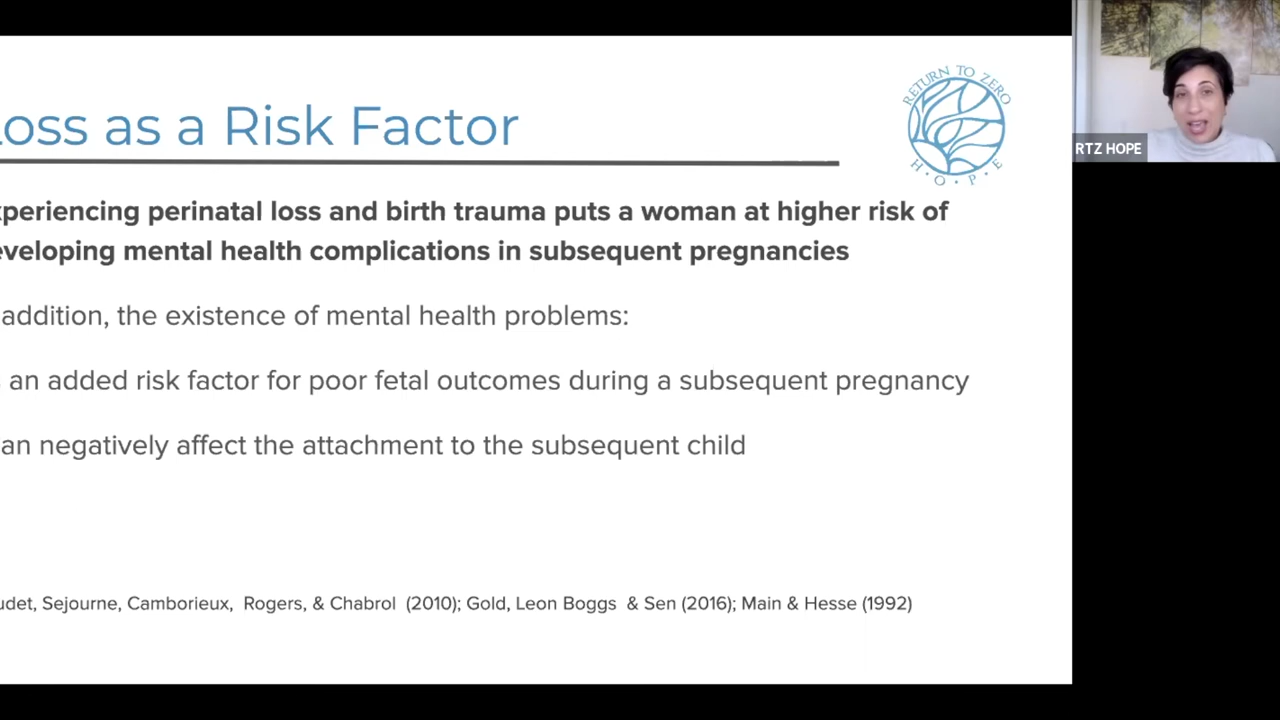 oss as a Risk Factor
RETURN TO ZERO
H·O·P·E
RTZ HOPE
xperiencing perinatal loss and birth trauma puts a woman at higher risk of
eveloping mental health complications in subsequent pregnancies
addition, the existence of mental health problems:
an added risk factor for poor fetal outcomes during a subsequent pregnancy
an negatively affect the attachment to the subsequent child
udet, Sejourne, Camborieux, Rogers, & Chabrol (2010); Gold, Leon Boggs & Sen (2016); Main & Hesse (1992)